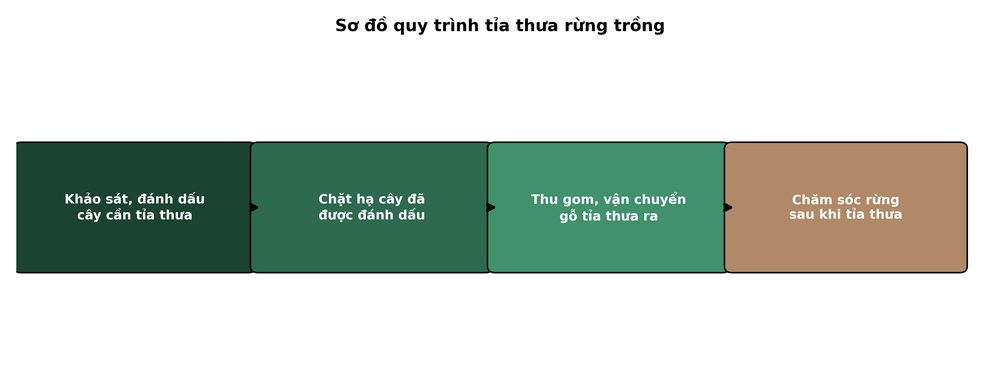 Sơ đồ quy trình tỉa thưa rừng trồng
Khảo sát, đánh dấu
cây cần tỉa thưa
Chặt hạ cây đã
được đánh dấu
Thu gom, vận chuyển
gỗ tỉa thưa ra
Chăm sóc rừng
sau khi tỉa thưa